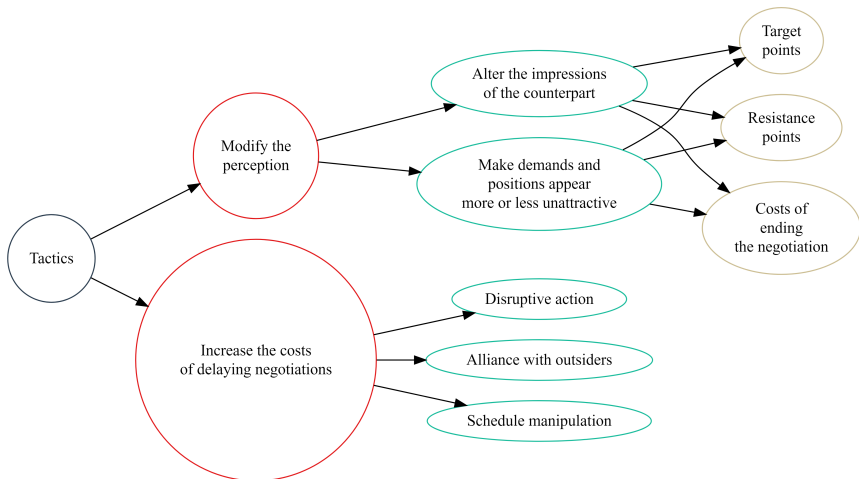 Tactics
Modify the
perception
Increase the costs
of delaying negotiations
Alter the impressions
of the counterpart
Make demands and
positions appear
more or less unattractive
Disruptive action
Alliance with outsiders
Schedule manipulation
Target
points
Resistance
points
Costs of
ending
the negotiation